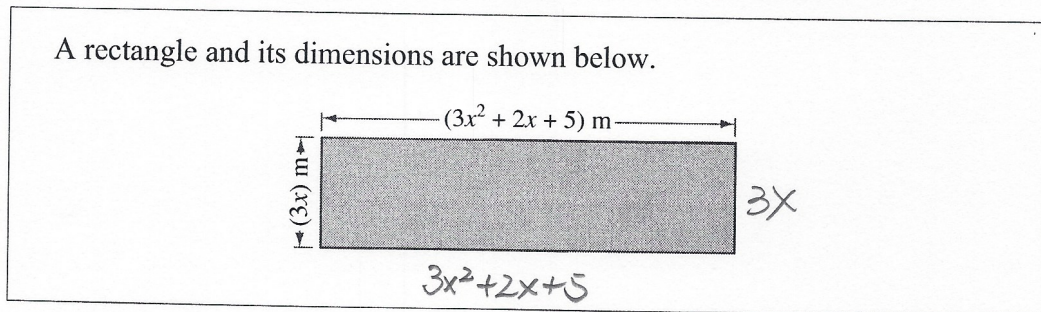 A rectangle and its dimensions are shown below.
(3x² + 2x + 5) m
(3x) m
3x
3x²+2x+5